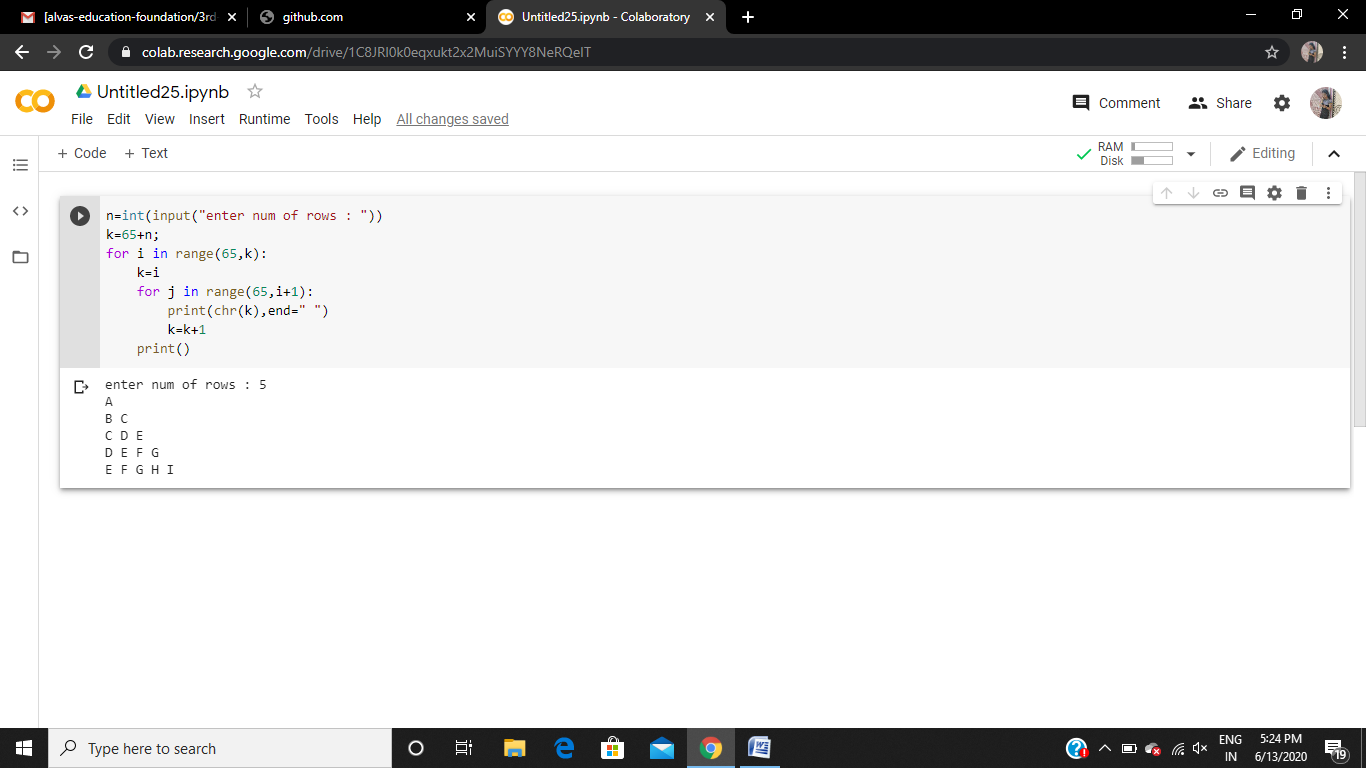 [alvas-education-foundation/3rd
github.com
Untitled25.ipynb - Colaboratory
colab.research.google.com/drive/1C8JRl0k0eqxukt2x2MuiSYYY8NeRQelT
Untitled25.ipynb
File Edit View Insert Runtime Tools Help All changes saved
Comment Share
+ Code + Text
RAM
Disk
Editing
n=int(input("enter num of rows : "))
k=65+n;
for i in range(65,k):
    k=i
    for j in range(65,i+1):
        print(chr(k),end=" ")
        k=k+1
    print()
enter num of rows : 5
A
B C
C D E
D E F G
E F G H I
Type here to search
ENG
IN
5:24 PM
6/13/2020
19